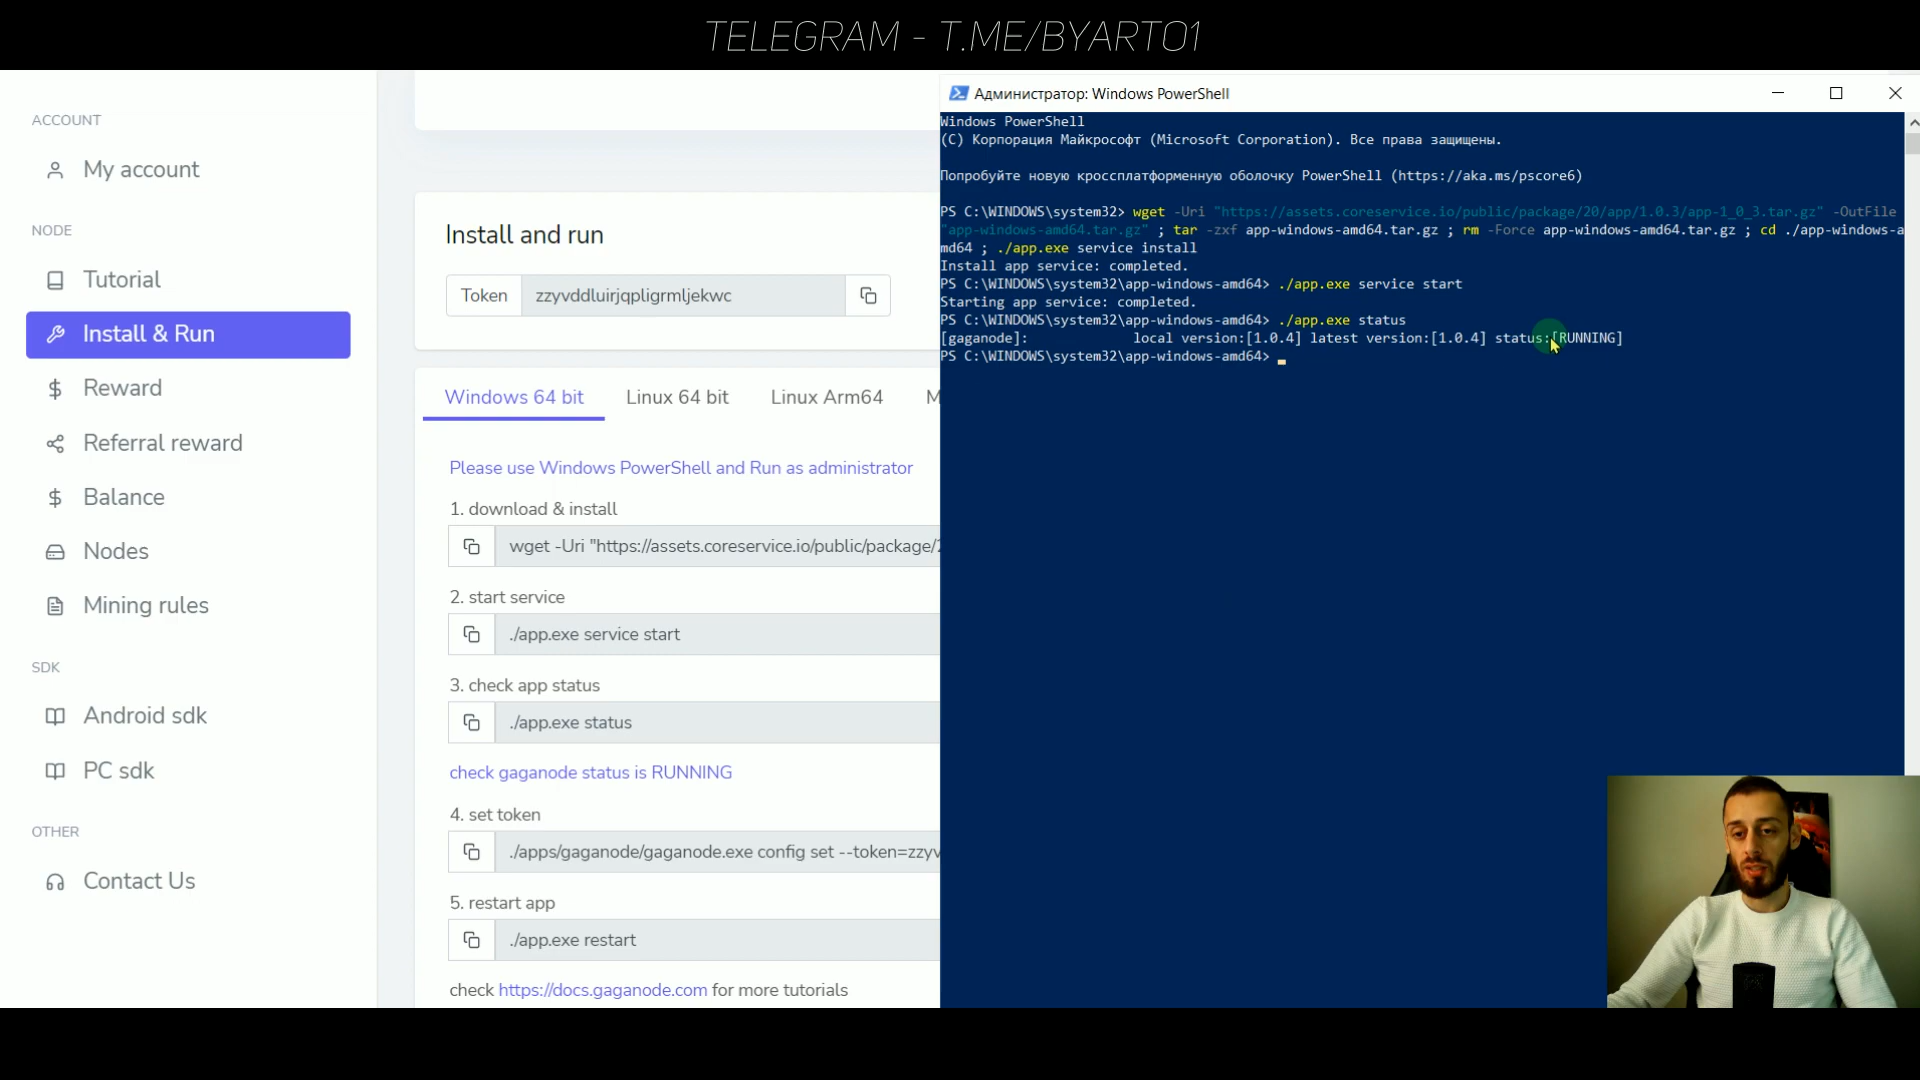 TELEGRAM - T.ME/BYART01
ACCOUNT
My account
NODE
Tutorial
Install & Run
Reward
Referral reward
Balance
Nodes
Mining rules
SDK
Android sdk
PC sdk
OTHER
Contact Us
Install and run
Token zzyvddluirjqpligrmljekwc
Windows 64 bit Linux 64 bit Linux Arm64 M
Please use Windows PowerShell and Run as administrator
1. download & install
wget -Uri "https://assets.coreservice.io/public/package/2
2. start service
./app.exe service start
3. check app status
./app.exe status
check gaganode status is RUNNING
4. set token
./apps/gaganode/gaganode.exe config set --token=zzyv
5. restart app
./app.exe restart
check https://docs.gaganode.com for more tutorials
Администратор: Windows PowerShell
Windows PowerShell
(C) Корпорация Майкрософт (Microsoft Corporation). Все права защищены.
Попробуйте новую кроссплатформенную оболочку PowerShell (https://aka.ms/pscore6)
PS C:\WINDOWS\system32> wget -Uri "https://assets.coreservice.io/public/package/20/app/1.0.3/app-1_0_3.tar.gz" -OutFile
"app-windows-amd64.tar.gz" ; tar -zxf app-windows-amd64.tar.gz ; rm -Force app-windows-amd64.tar.gz ; cd ./app-windows-a
md64 ; ./app.exe service install
Install app service: completed.
PS C:\WINDOWS\system32\app-windows-amd64> ./app.exe service start
Starting app service: completed.
PS C:\WINDOWS\system32\app-windows-amd64> ./app.exe status
[gaganode]: local version:[1.0.4] latest version:[1.0.4] status:[RUNNING]
PS C:\WINDOWS\system32\app-windows-amd64>